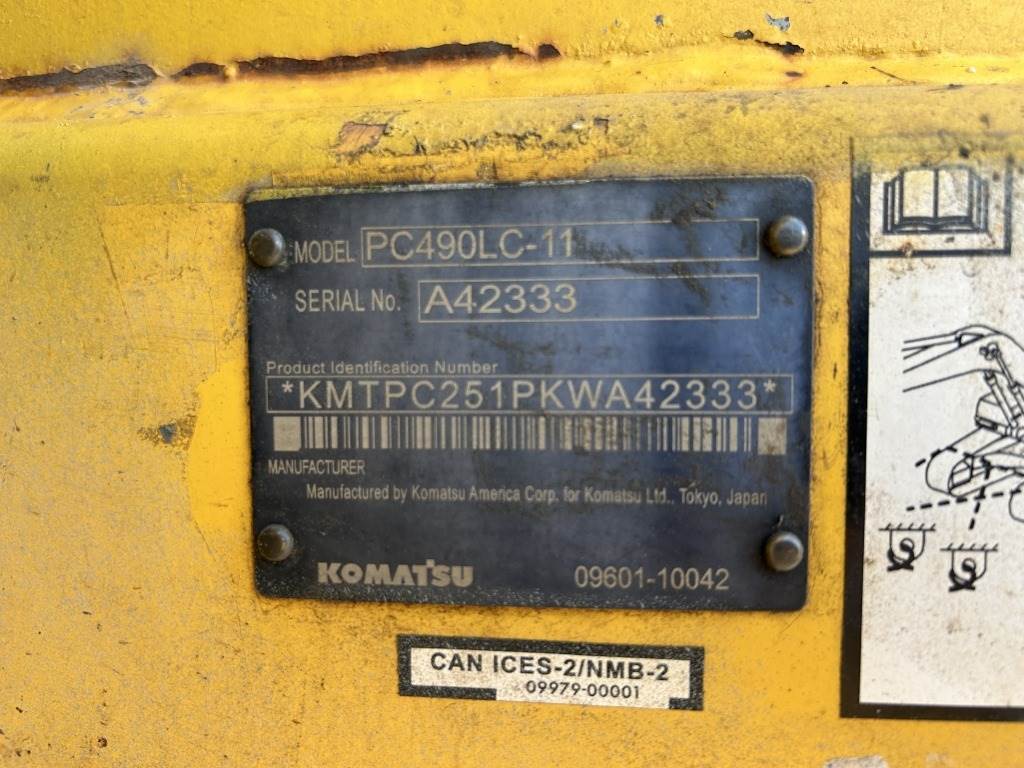 MODEL PC490LC-11
SERIAL No. A42333
Product Identification Number
*KMTPC251PKWA42333*
MANUFACTURER
Manufactured by Komatsu America Corp. for Komatsu Ltd., Tokyo, Japan
KOMATSU 09601-10042
CAN ICES-2/NMB-2
09979-00001